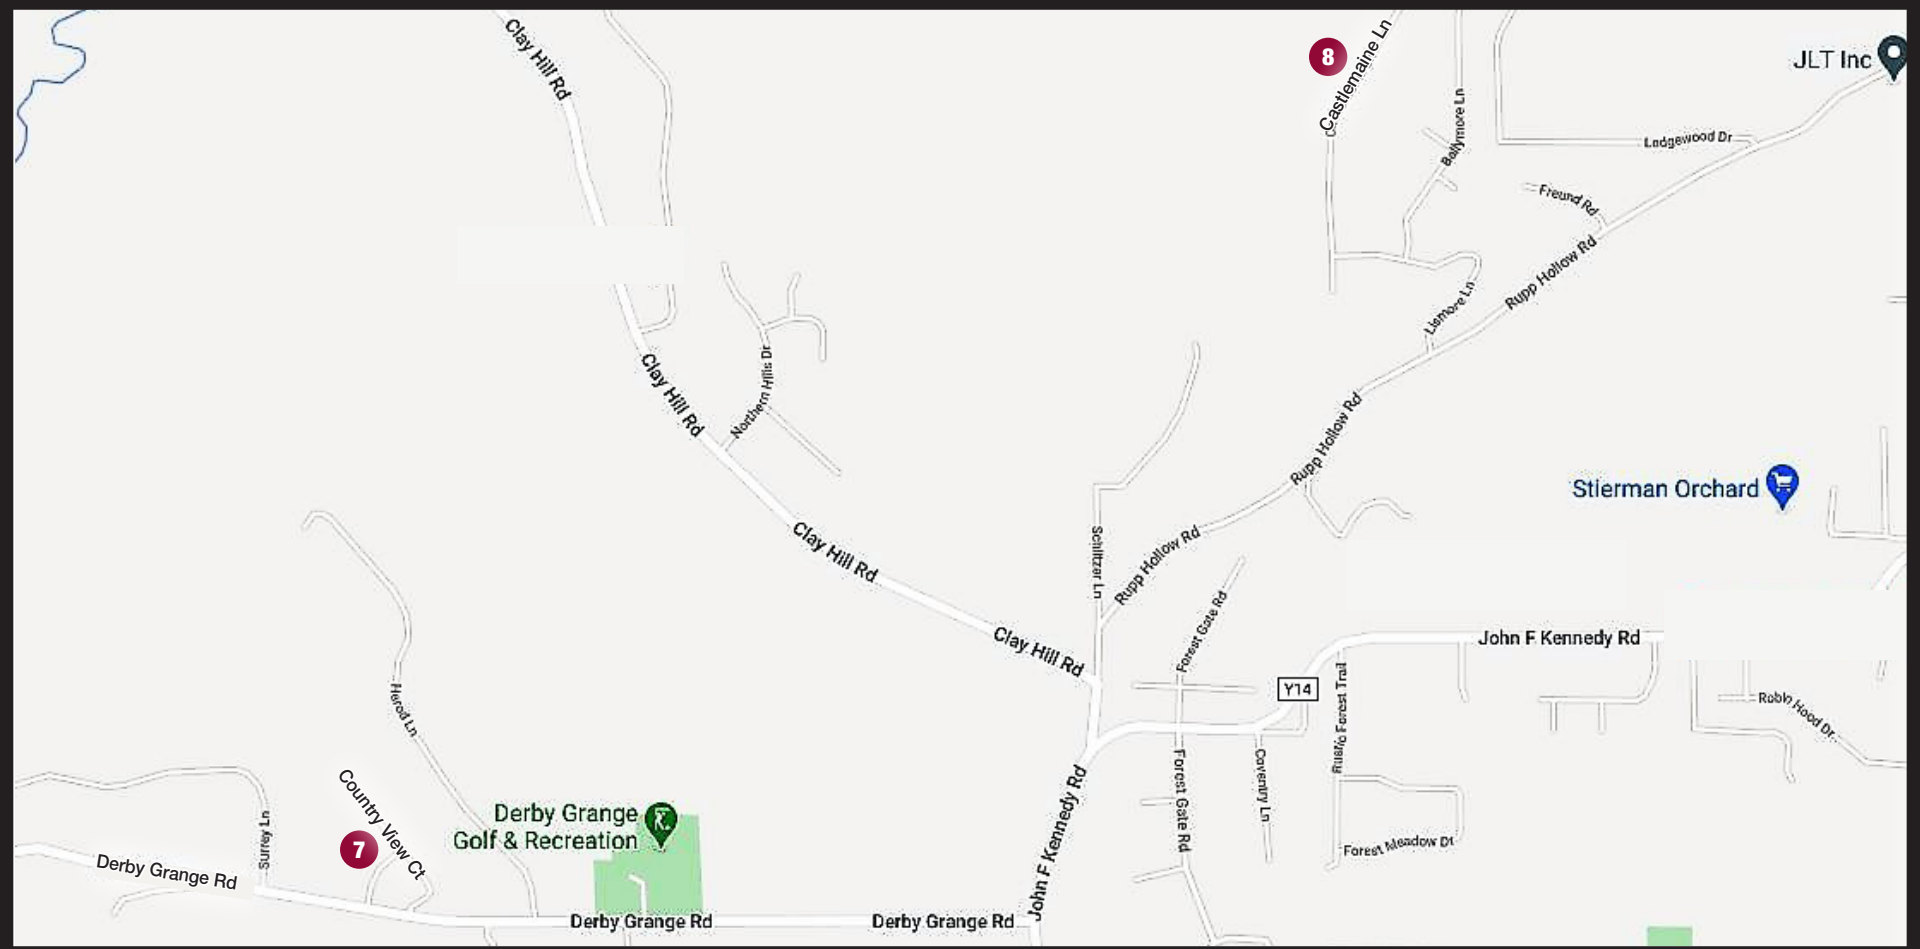 Clay Hill Rd
8
Castlemaine Ln
JLT Inc
Ballymore Ln
Lodgewood Dr
Freund Rd
Rupp Hollow Rd
Lismore Ln
Clay Hill Rd
Northern Hills Dr
Rupp Hollow Rd
Stierman Orchard
Clay Hill Rd
Schlitzer Ln
Rupp Hollow Rd
Forest Gate Rd
Clay Hill Rd
John F Kennedy Rd
Y14
Rustic Forest Trail
Herod Ln
Robin Hood Dr
Country View Ct
7
Surrey Ln
Derby Grange Rd
Derby Grange
Golf & Recreation
John F Kennedy Rd
Forest Gate Rd
Coventry Ln
Forest Meadow Dr
Derby Grange Rd
Derby Grange Rd